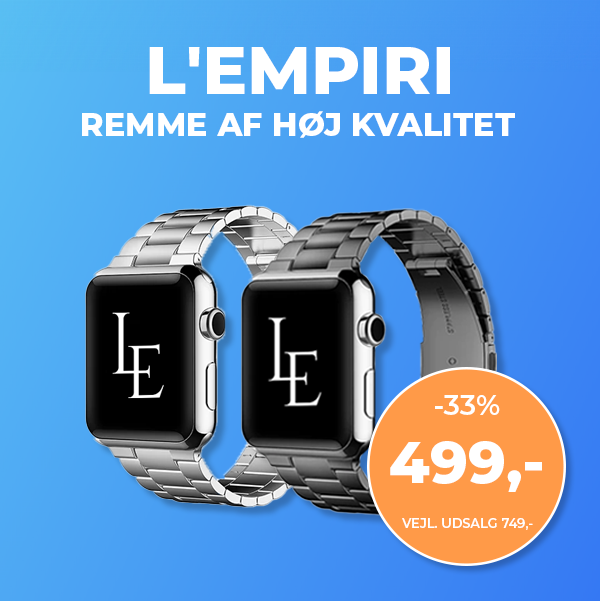 L'EMPIRI
REMME AF HØJ KVALITET
LE
LE
-33%
499,-
VEJL. UDSALG 749,-